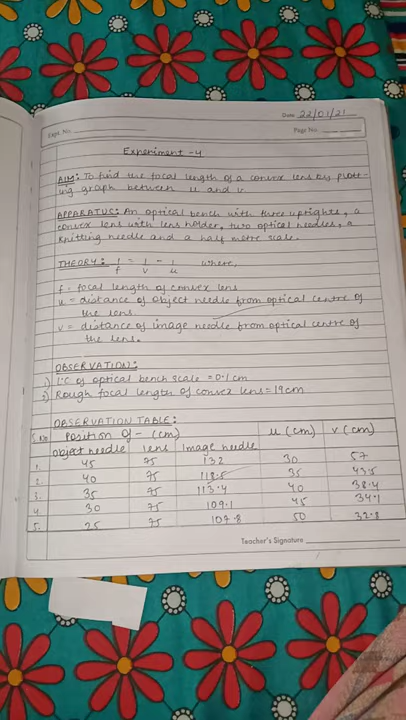 Date 22/01/21
Expt. No.
Page No.
Experiment - 4
AIM: To find the focal length of a convex lens by plott-
ing graph between u and v.
APPARATUS: An optical bench with three uprights, a
convex lens with lens holder, two optical needles, a
knitting needle and a half metre scale.
THEORY: 1/f = 1/v - 1/u where,
f = focal length of convex lens
u = distance of object needle from optical centre of
the lens.
v = distance of image needle from optical centre of
the lens.
OBSERVATION:
1) L'C of optical bench scale = 0.1 cm
2) Rough focal length of convex lens = 19cm
OBSERVATION TABLE:
S.No Position of - (cm) u (cm) v (cm)
object needle lens Image needle
1. 45 75 132 30 57
2. 40 75 118.5 35 43.5
3. 35 75 113.4 40 38.4
4. 30 75 109.1 45 34.1
5. 25 75 107.8 50 32.8
Teacher's Signature